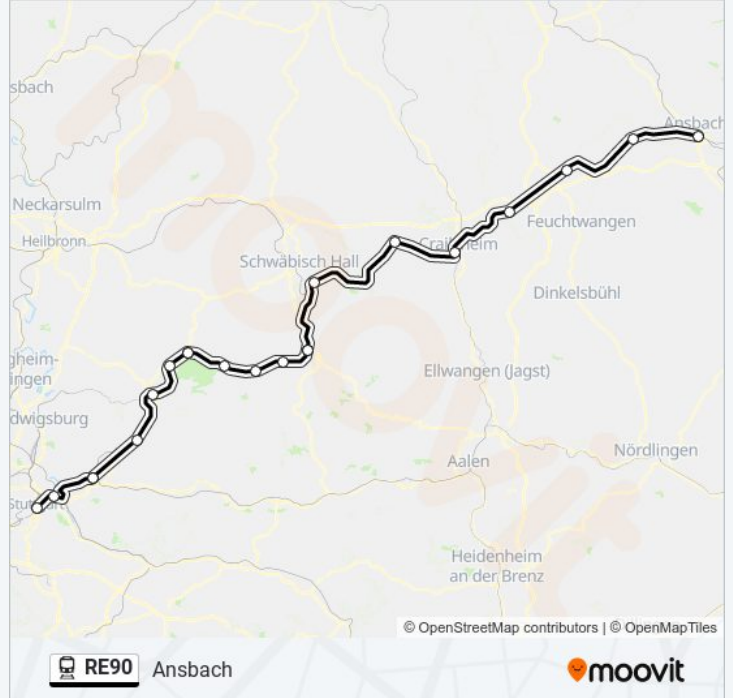 sbach
Ansbach
Neckarsulm
Heilbronn
Feuchtwangen
Crailsheim
Schwäbisch Hall
Dinkelsbühl
gheim-
ingen
Ellwangen (Jagst)
dwigsburg
Nördlingen
Aalen
Stuttgart
Heidenheim
an der Brenz
moovit
© OpenStreetMap contributors | © OpenMapTiles
RE90 Ansbach
moovit